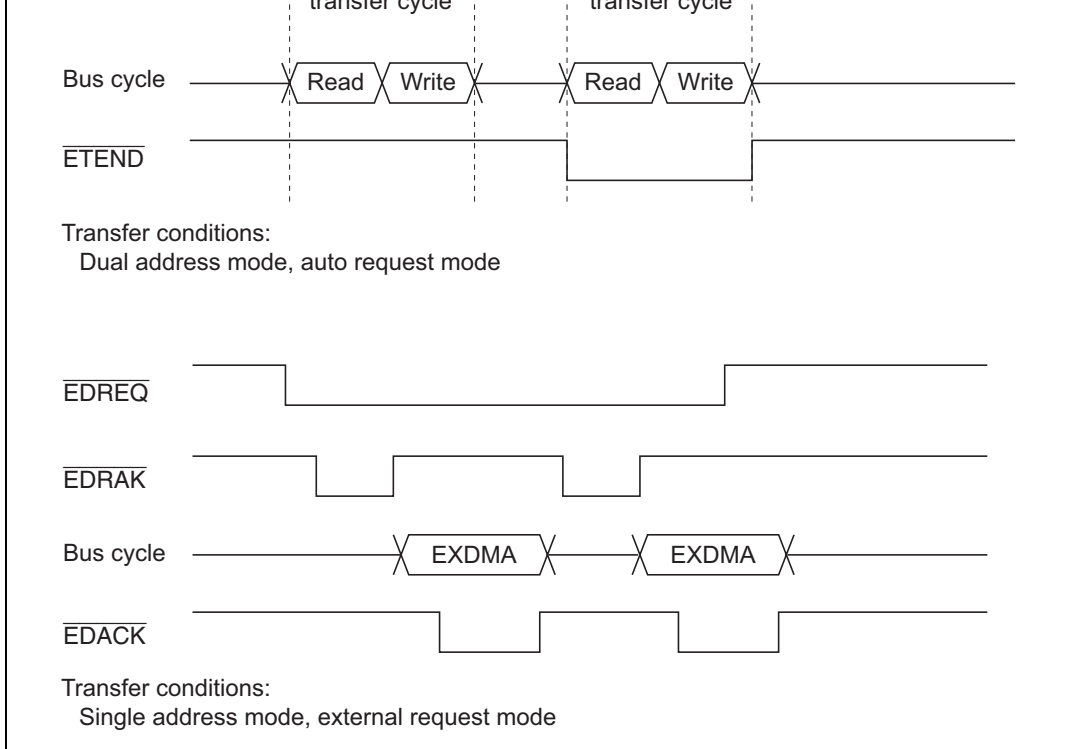 transfer cycle transfer cycle
Bus cycle Read Write Read Write
ETEND
Transfer conditions:
Dual address mode, auto request mode
EDREQ
EDRAK
Bus cycle EXDMA EXDMA
EDACK
Transfer conditions:
Single address mode, external request mode